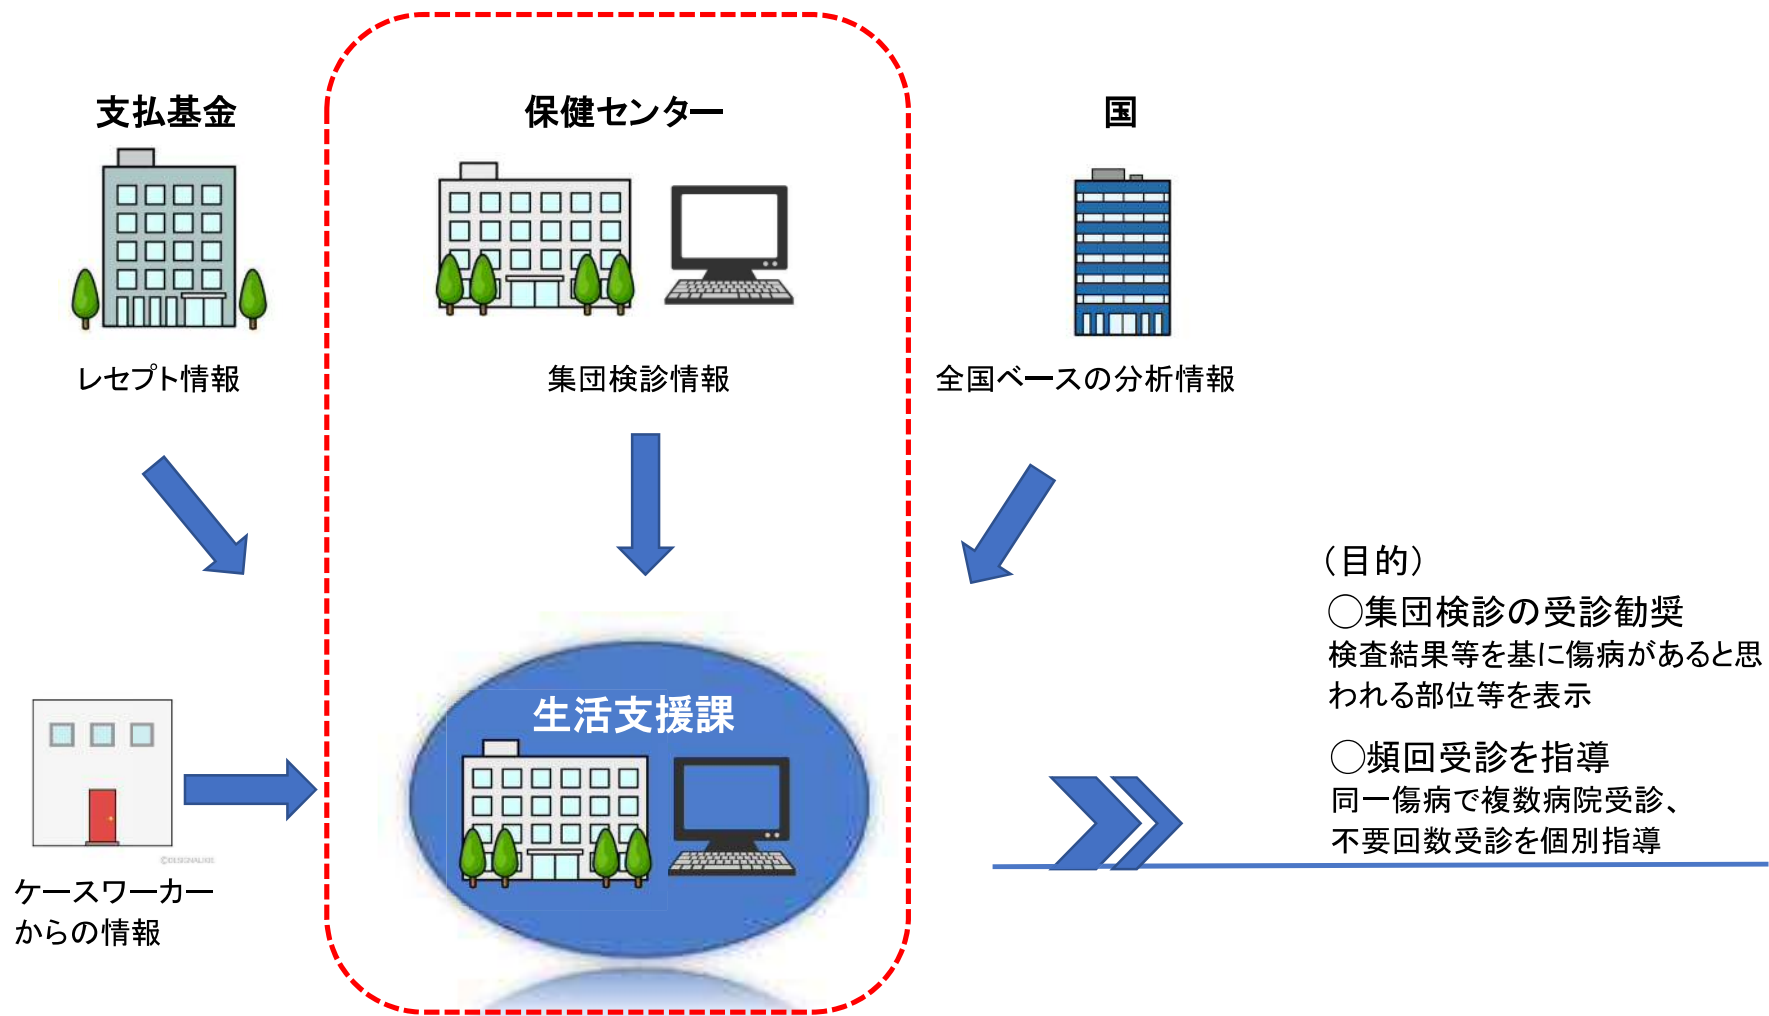 支払基金
保健センター
国
レセプト情報
集団検診情報
全国ベースの分析情報
(目的)
◯集団検診の受診勧奨
検査結果等を基に傷病があると思
われる部位等を表示
生活支援課
◯頻回受診を指導
同一傷病で複数病院受診、
不要回数受診を個別指導
ケースワーカー
からの情報